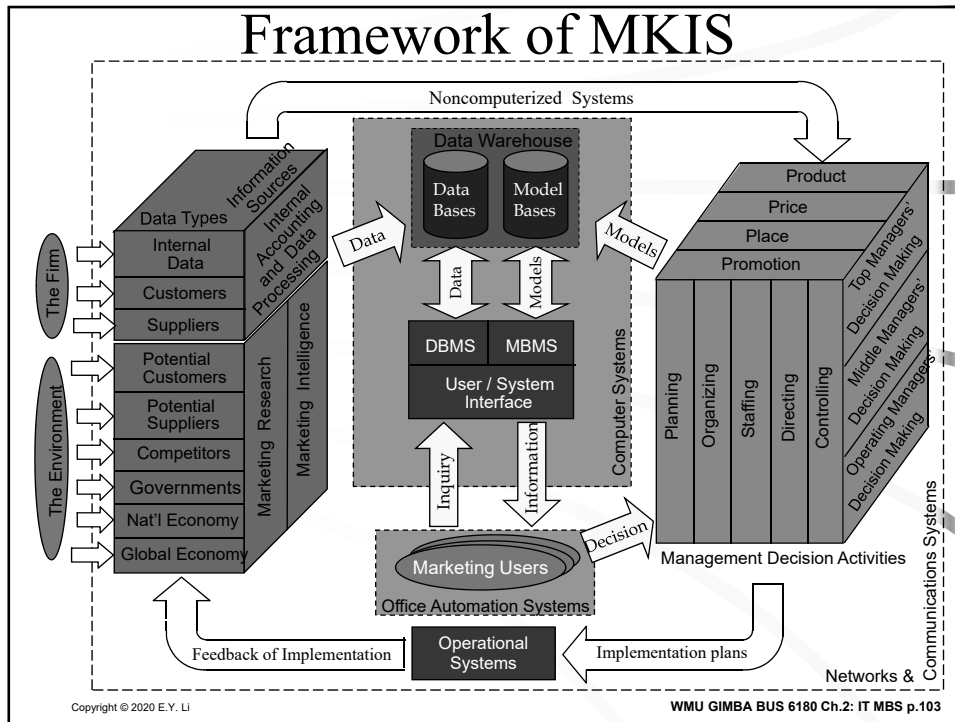 Framework of MKIS
Noncomputerized Systems
Data Warehouse
Data
Bases
Model
Bases
Information
Sources
Data Types
Internal
Accounting
and Data
Processing
Internal
Data
Customers
Suppliers
The Firm
Potential
Customers
Potential
Suppliers
Competitors
Governments
Nat'l Economy
Global Economy
The Environment
Marketing Research
Marketing Intelligence
Data
Models
Data
Models
DBMS
MBMS
User / System
Interface
Computer Systems
Inquiry
Information
Marketing Users
Office Automation Systems
Decision
Product
Price
Place
Promotion
Planning
Organizing
Staffing
Directing
Controlling
Top Managers'
Decision Making
Middle Managers'
Decision Making
Operating Managers'
Decision Making
Management Decision Activities
Feedback of Implementation
Operational
Systems
Implementation plans
Networks &
Communications Systems
Copyright © 2020 E.Y. Li
WMU GIMBA BUS 6180 Ch.2: IT MBS p.103